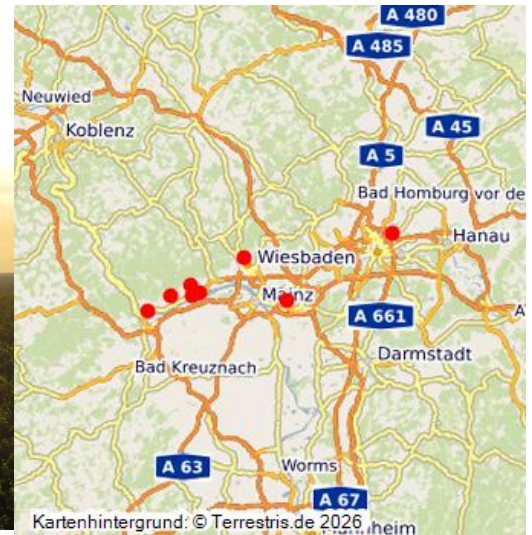 A 480
A 485
Neuwied
A 45
Koblenz
A 5
Bad Homburg vor de
Hanau
Wiesbaden
Mainz
A 661
Darmstadt
Bad Kreuznach
A 63
Worms
A 67
Kartenhintergrund: © Terrestris.de 2026